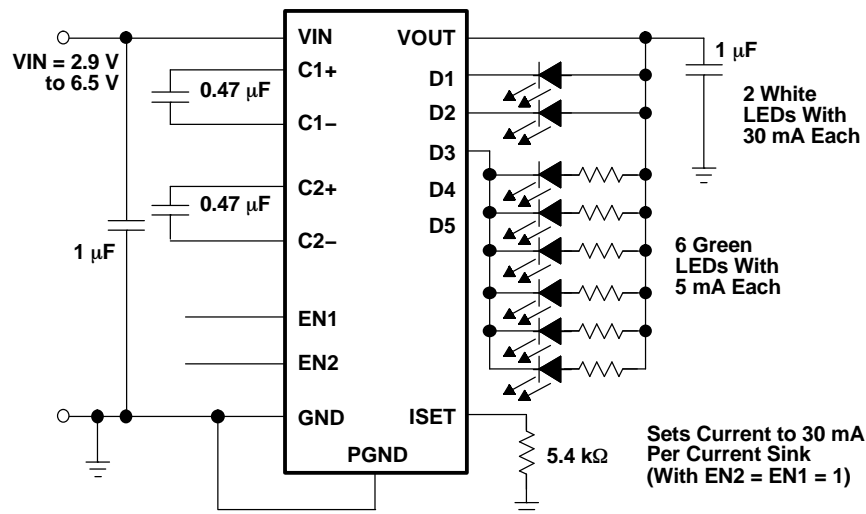 VIN = 2.9 V
to 6.5 V
1 µF
0.47 µF
0.47 µF
VIN
C1+
C1−
C2+
C2−
EN1
EN2
GND
PGND
VOUT
D1
D2
D3
D4
D5
ISET
1 µF
2 White
LEDs With
30 mA Each
6 Green
LEDs With
5 mA Each
5.4 kΩ
Sets Current to 30 mA
Per Current Sink
(With EN2 = EN1 = 1)